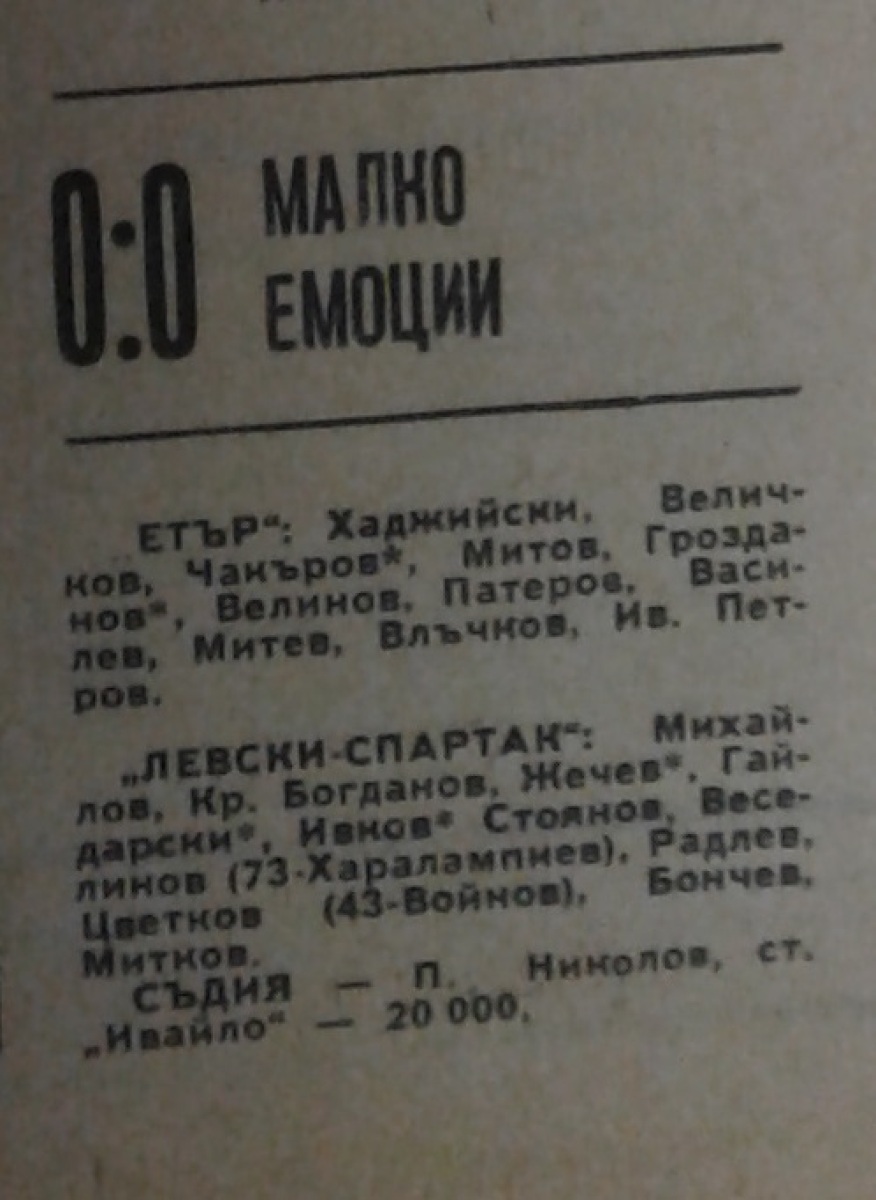 0:0
МАЛКО
ЕМОЦИИ
ЕТЪР“: Хаджийски, Велич-
ков, Чакъров*, Митов, Грозда-
нов*, Велинов, Патеров, Васи-
лев, Митев, Влъчков, Ив. Пет-
ров.
„ЛЕВСКИ-СПАРТАК“: Михай-
лов, Кр. Богданов, Жечев*, Гай-
дарски*, Ивков* Стоянов, Весе-
линов (73-Харалампиев), Радлев,
Цветков (43-Войнов), Бончев,
Митков.
СЪДИЯ — П. Николов, ст.
„Ивайло“ — 20 000.